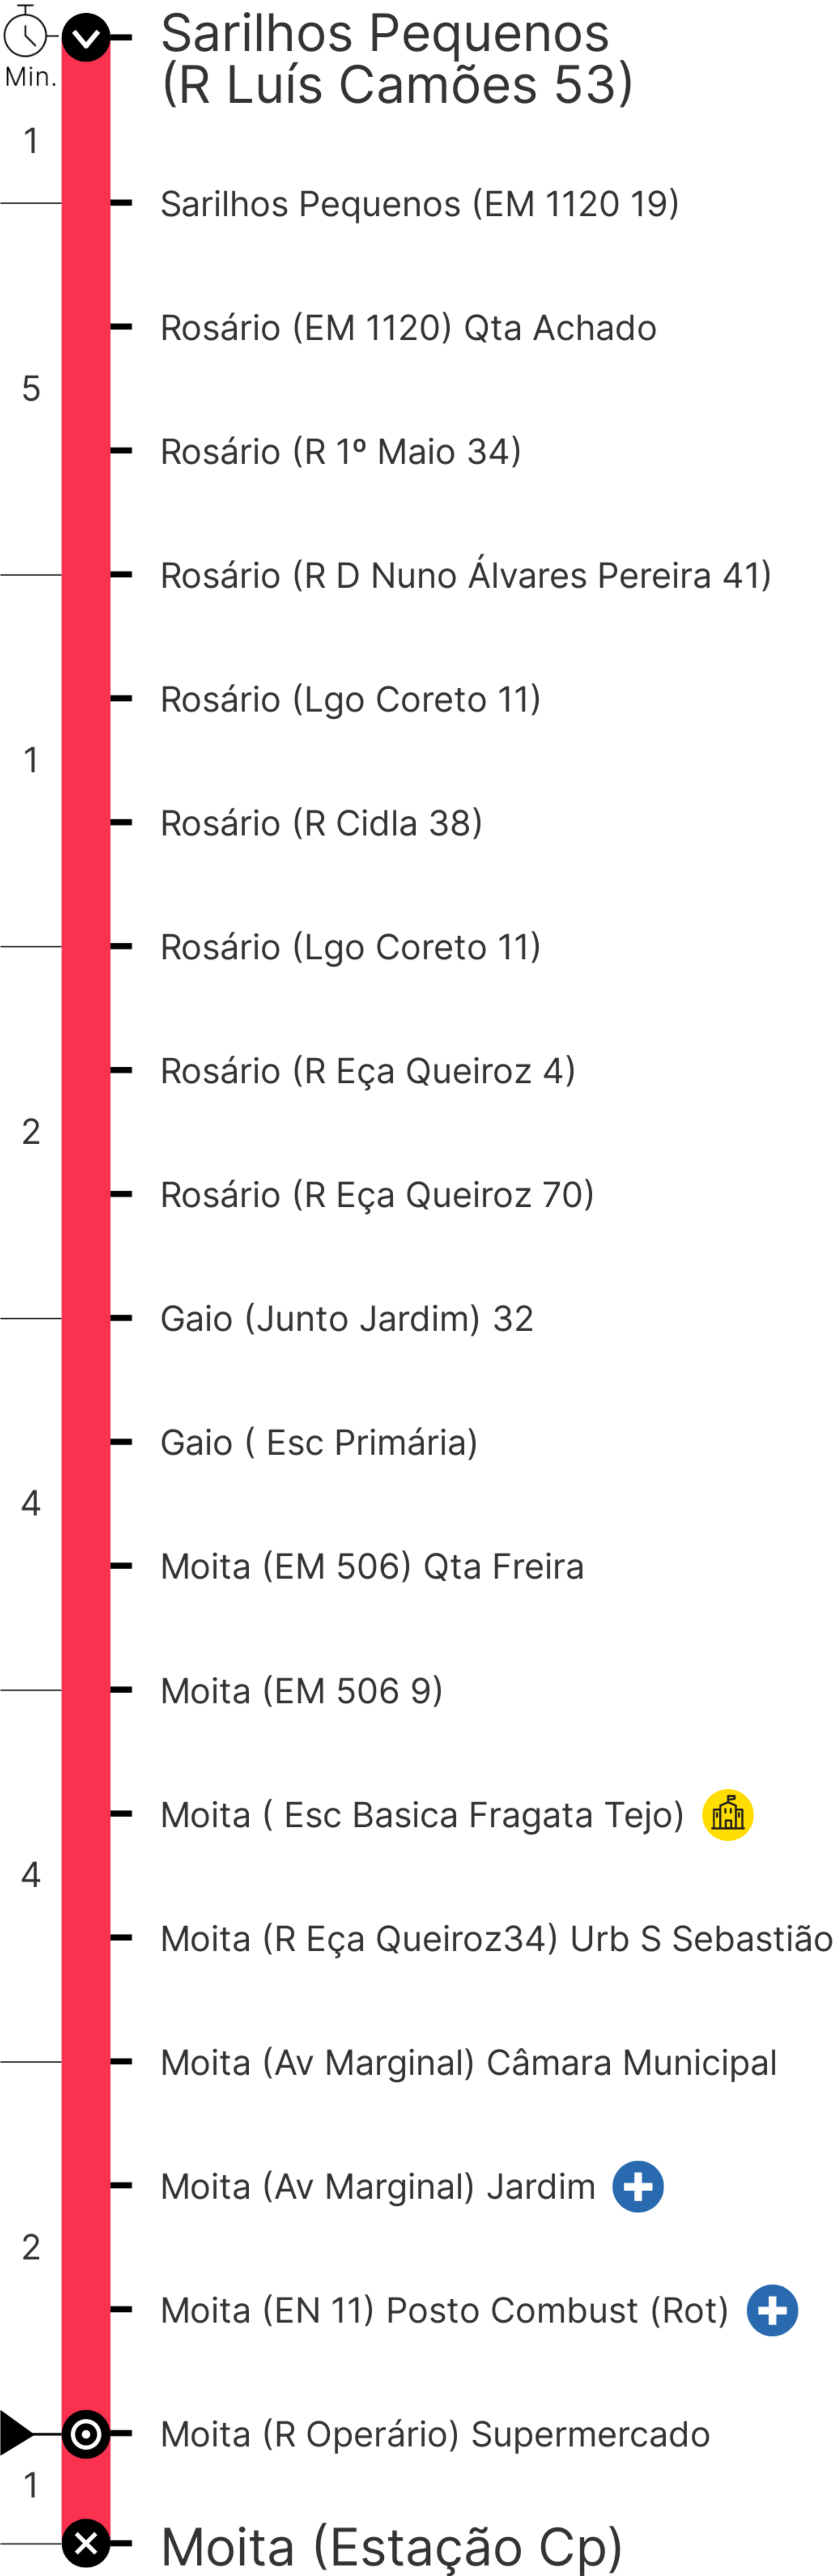 Sarilhos Pequenos
(R Luís Camões 53)
Min.
1
Sarilhos Pequenos (EM 1120 19)
Rosário (EM 1120) Qta Achado
5
Rosário (R 1º Maio 34)
Rosário (R D Nuno Álvares Pereira 41)
Rosário (Lgo Coreto 11)
1
Rosário (R Cidla 38)
Rosário (Lgo Coreto 11)
Rosário (R Eça Queiroz 4)
2
Rosário (R Eça Queiroz 70)
Gaio (Junto Jardim) 32
Gaio ( Esc Primária)
4
Moita (EM 506) Qta Freira
Moita (EM 506 9)
Moita ( Esc Basica Fragata Tejo)
4
Moita (R Eça Queiroz34) Urb S Sebastião
Moita (Av Marginal) Câmara Municipal
Moita (Av Marginal) Jardim
2
Moita (EN 11) Posto Combust (Rot)
Moita (R Operário) Supermercado
1
Moita (Estação Cp)